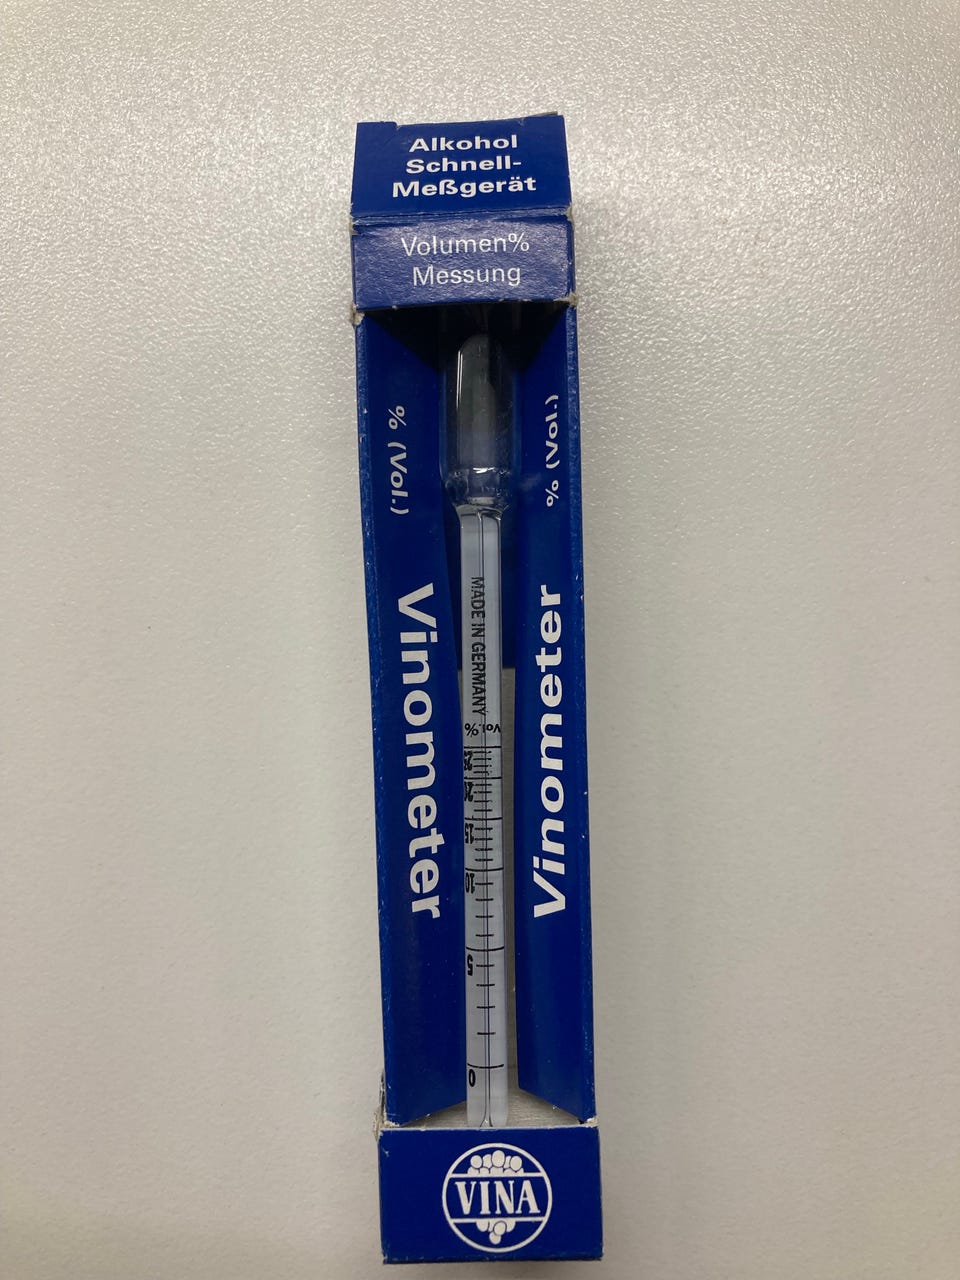 Alkohol
Schnell-
Meßgerät
Volumen%
Messung
% (Vol.)
Vinometer
% (Vol.)
Vinometer
MADE IN GERMANY
Vol.%
25
20
15
10
5
0
VINA